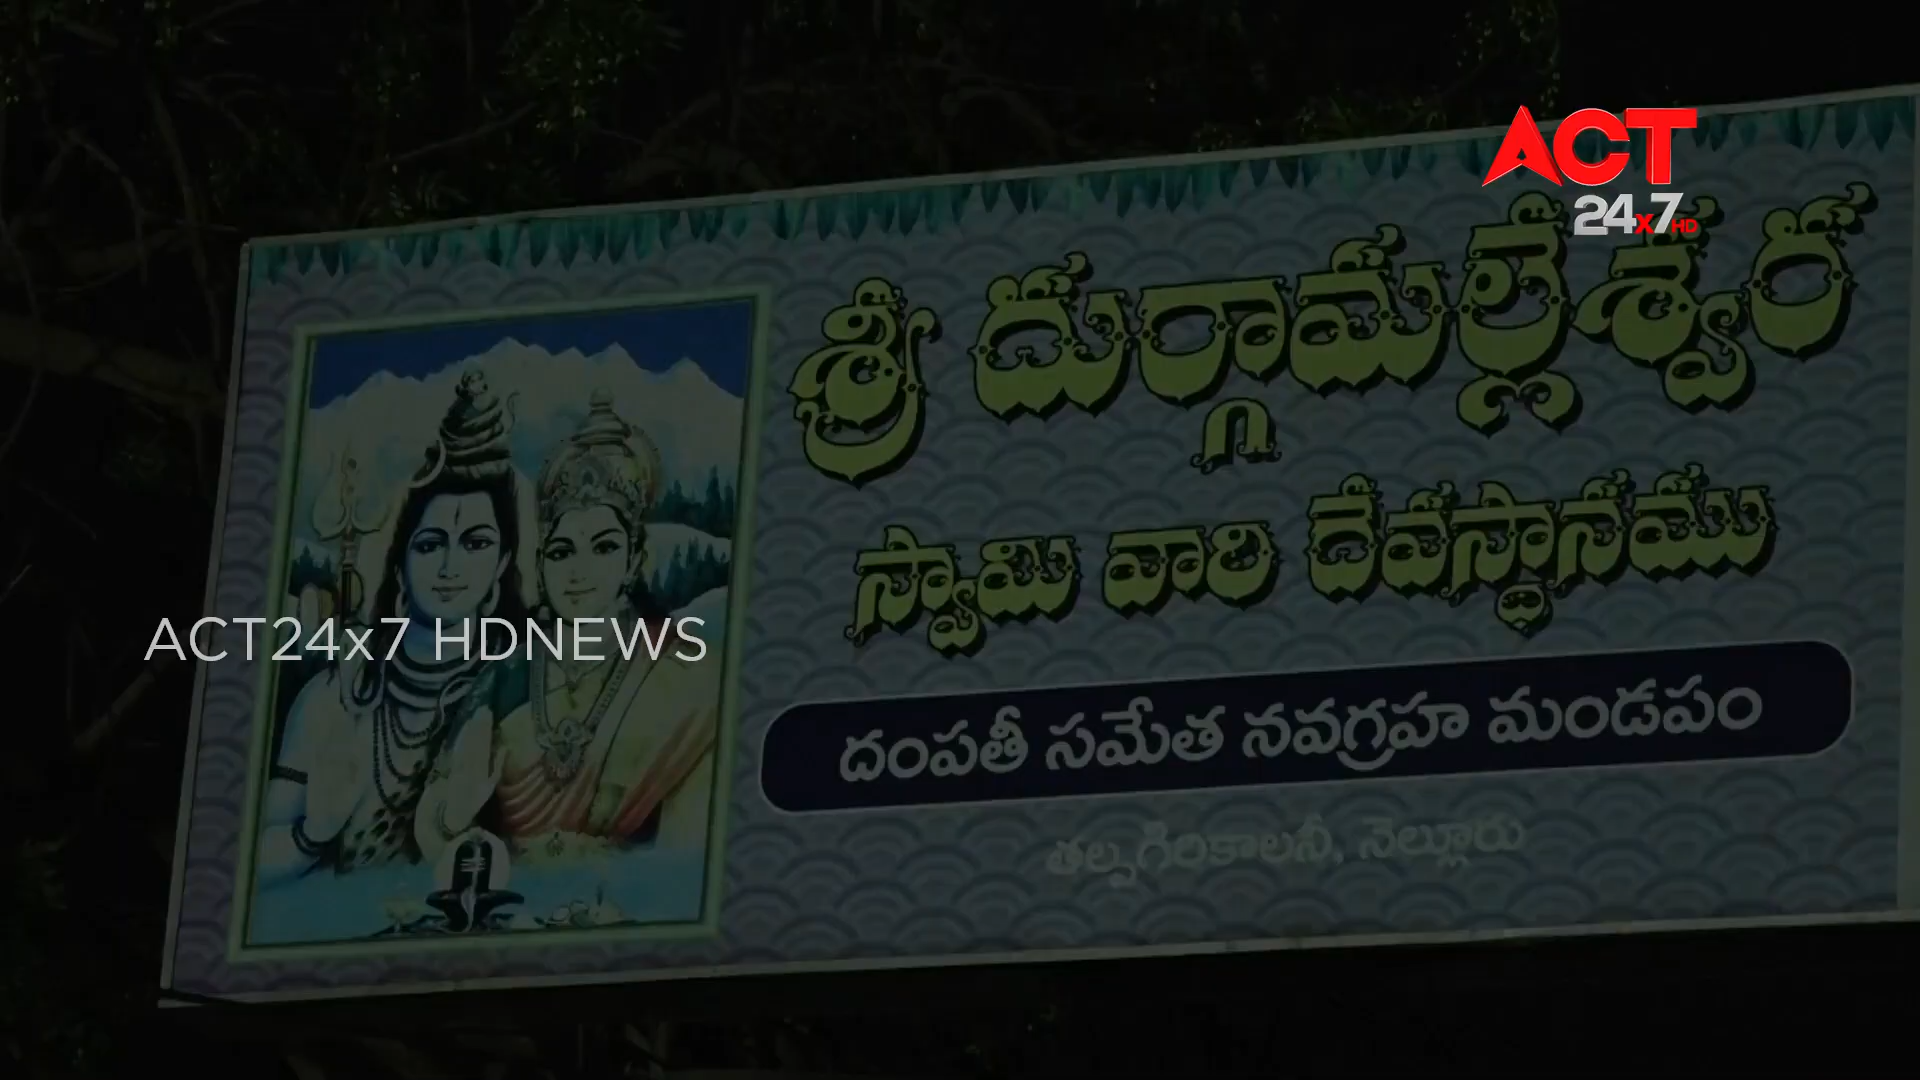 ACT
24x7 HD
శ్రీ దుర్గామల్లేశ్వర
స్వామి వారి దేవస్థానము
ACT24x7 HDNEWS
దంపతీ సమేత నవగ్రహ మండపం
తల్పగిరికాలనీ, నెల్లూరు